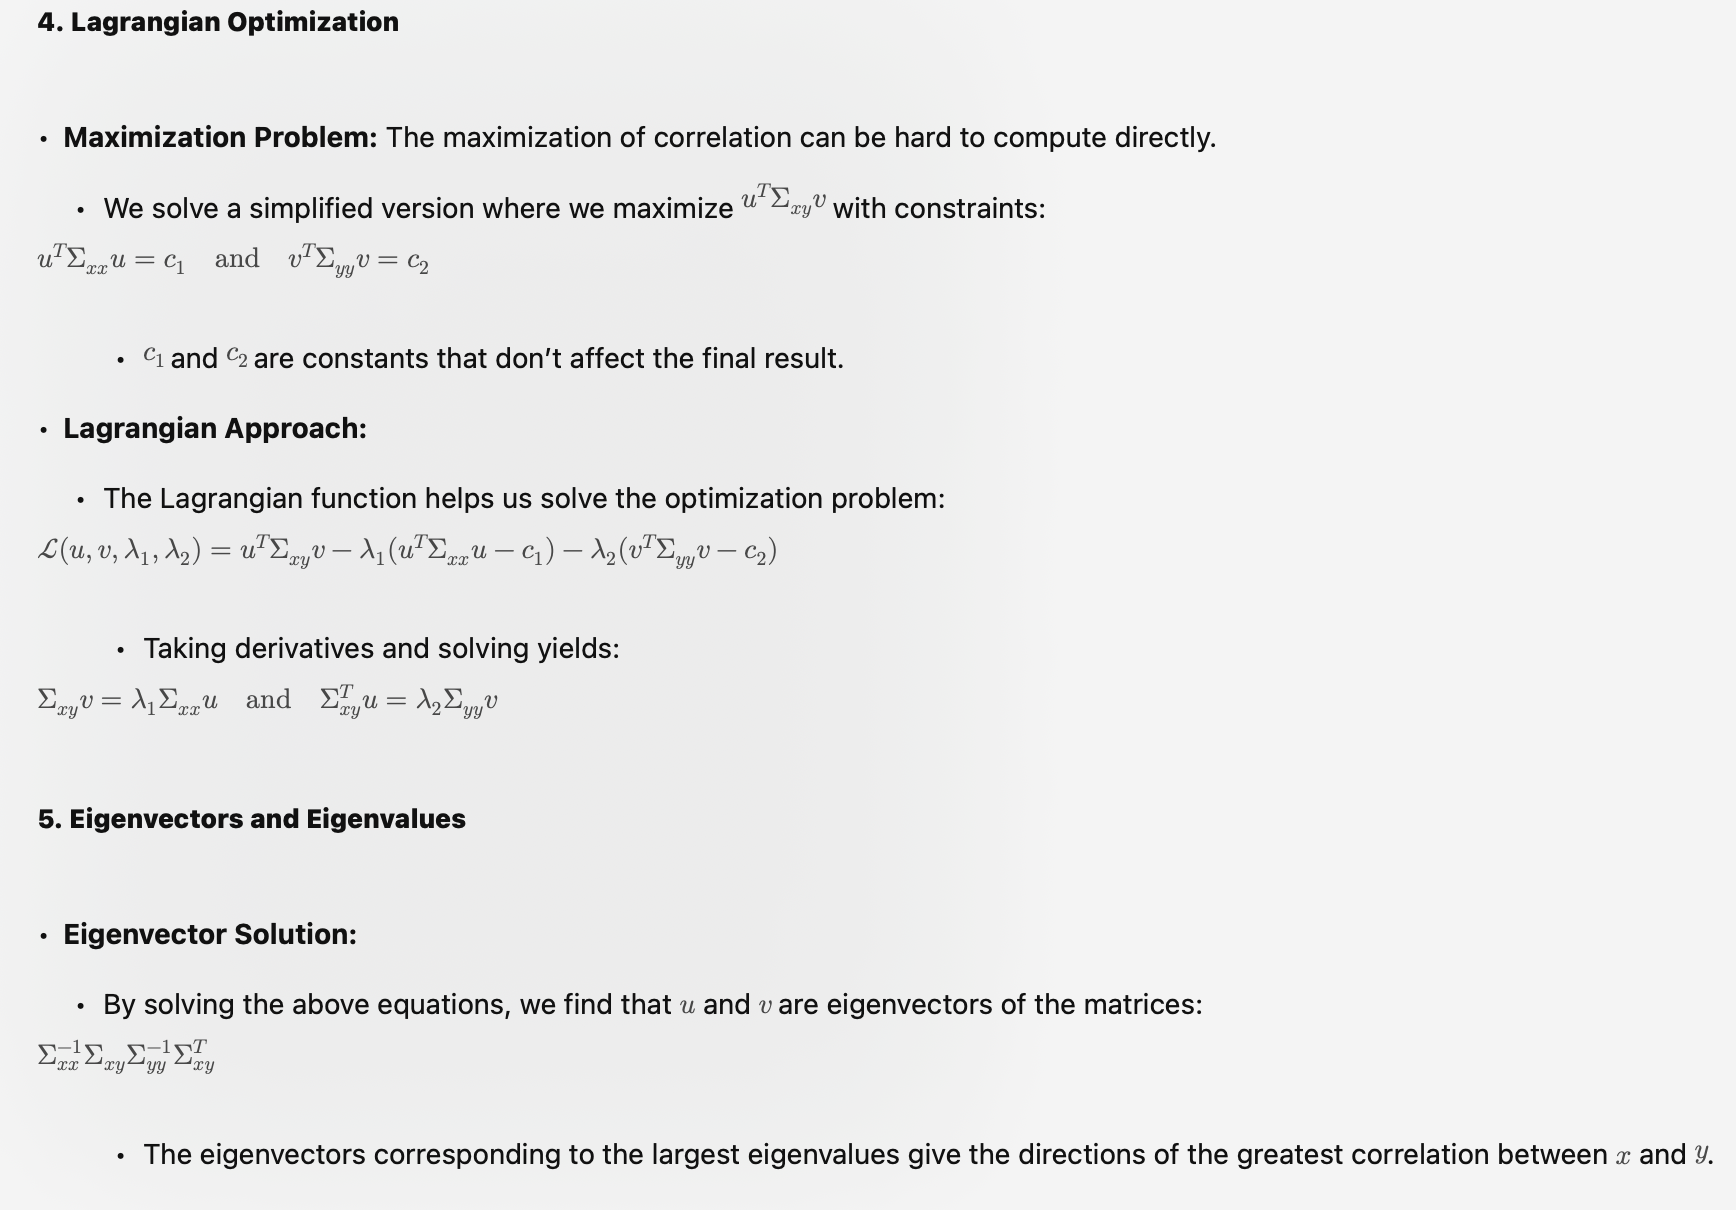 4. Lagrangian Optimization
• Maximization Problem: The maximization of correlation can be hard to compute directly.
• We solve a simplified version where we maximize $u^T \Sigma_{xy} v$ with constraints:
$u^T \Sigma_{xx} u = c_1 \quad \text{and} \quad v^T \Sigma_{yy} v = c_2$
• $c_1$ and $c_2$ are constants that don’t affect the final result.
• Lagrangian Approach:
• The Lagrangian function helps us solve the optimization problem:
$\mathcal{L}(u, v, \lambda_1, \lambda_2) = u^T \Sigma_{xy} v - \lambda_1 (u^T \Sigma_{xx} u - c_1) - \lambda_2 (v^T \Sigma_{yy} v - c_2)$
• Taking derivatives and solving yields:
$\Sigma_{xy} v = \lambda_1 \Sigma_{xx} u \quad \text{and} \quad \Sigma_{xy}^T u = \lambda_2 \Sigma_{yy} v$
5. Eigenvectors and Eigenvalues
• Eigenvector Solution:
• By solving the above equations, we find that $u$ and $v$ are eigenvectors of the matrices:
$\Sigma_{xx}^{-1} \Sigma_{xy} \Sigma_{yy}^{-1} \Sigma_{xy}^T$
• The eigenvectors corresponding to the largest eigenvalues give the directions of the greatest correlation between $x$ and $y$.